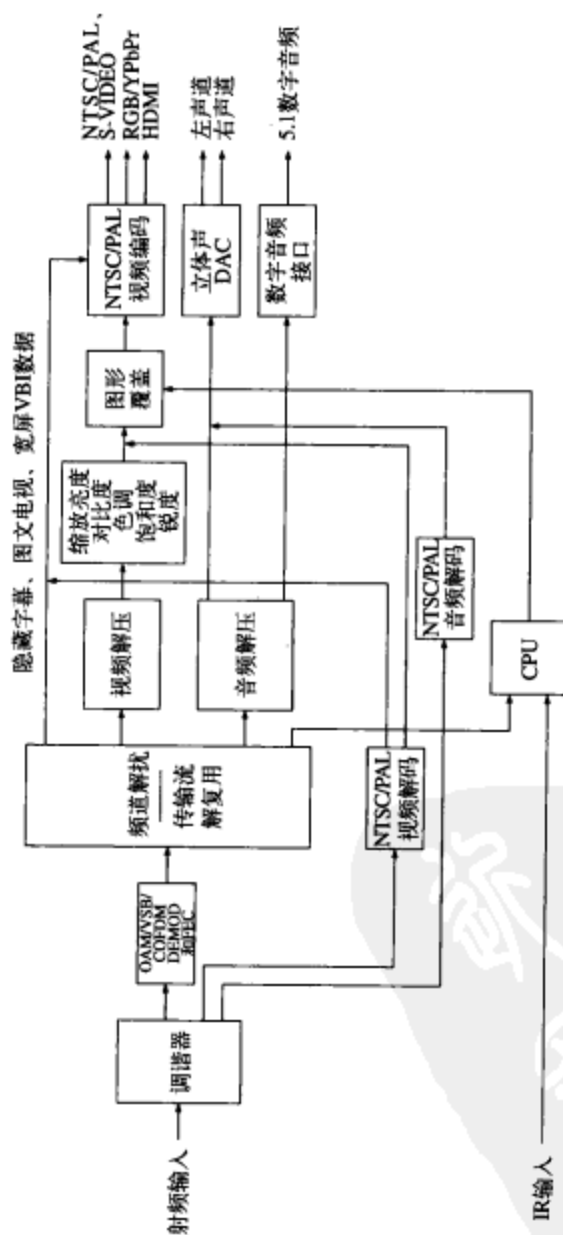 隐藏字幕、图文电视、宽屏VBI数据
射频输入
调谐器
OAM/VSB/
COFDM
DEMOD
和FEC
频道解扰
传输流
解复用
视频解压
缩放亮度
对比度
色调
饱和度
锐度
图形
覆盖
NTSC/PAL
视频编码
NTSC/PAL、
S-VIDEO
RGB/YPbPr
HDMI
音频解压
立体声
DAC
左声道
右声道
数字音频
接口
5.1数字音频
NTSC/PAL
视频解码
NTSC/PAL
音频解码
CPU
IR输入